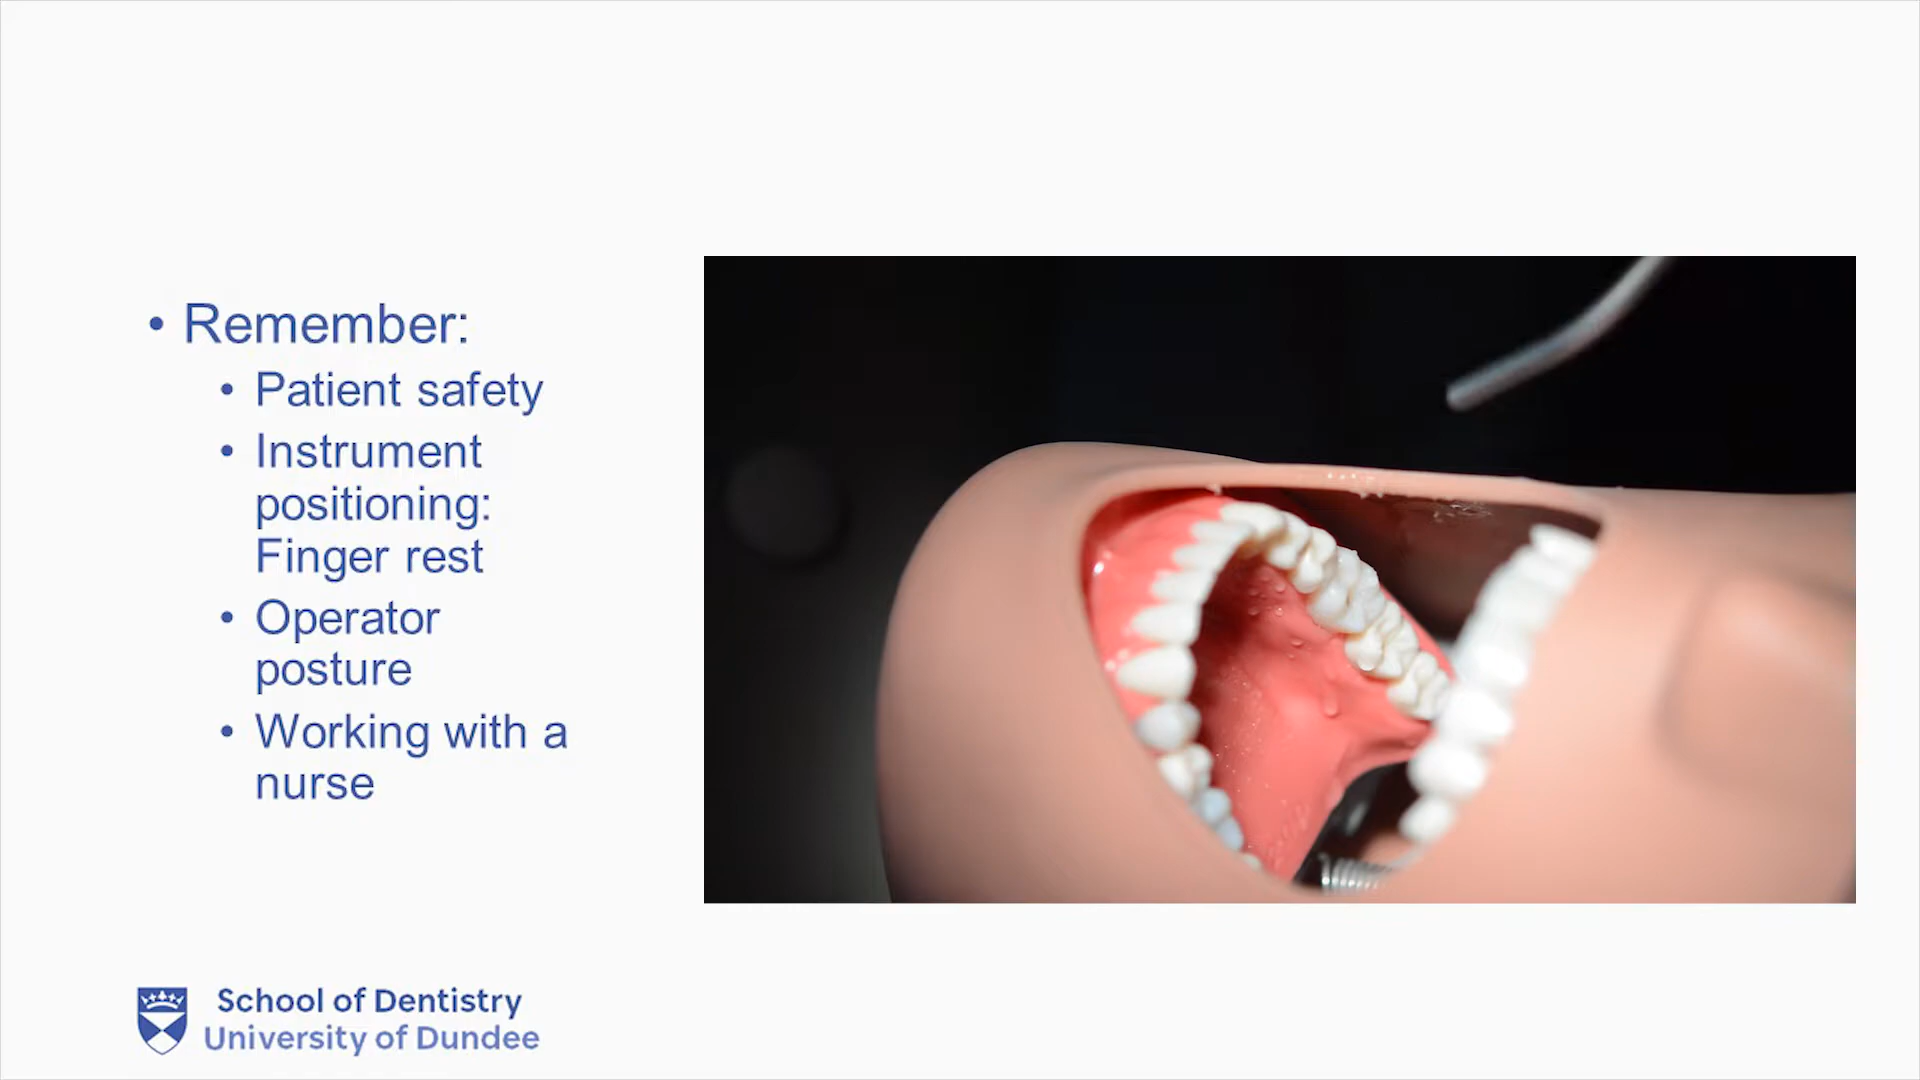 • Remember:
• Patient safety
• Instrument
positioning:
Finger rest
• Operator
posture
• Working with a
nurse
School of Dentistry
University of Dundee